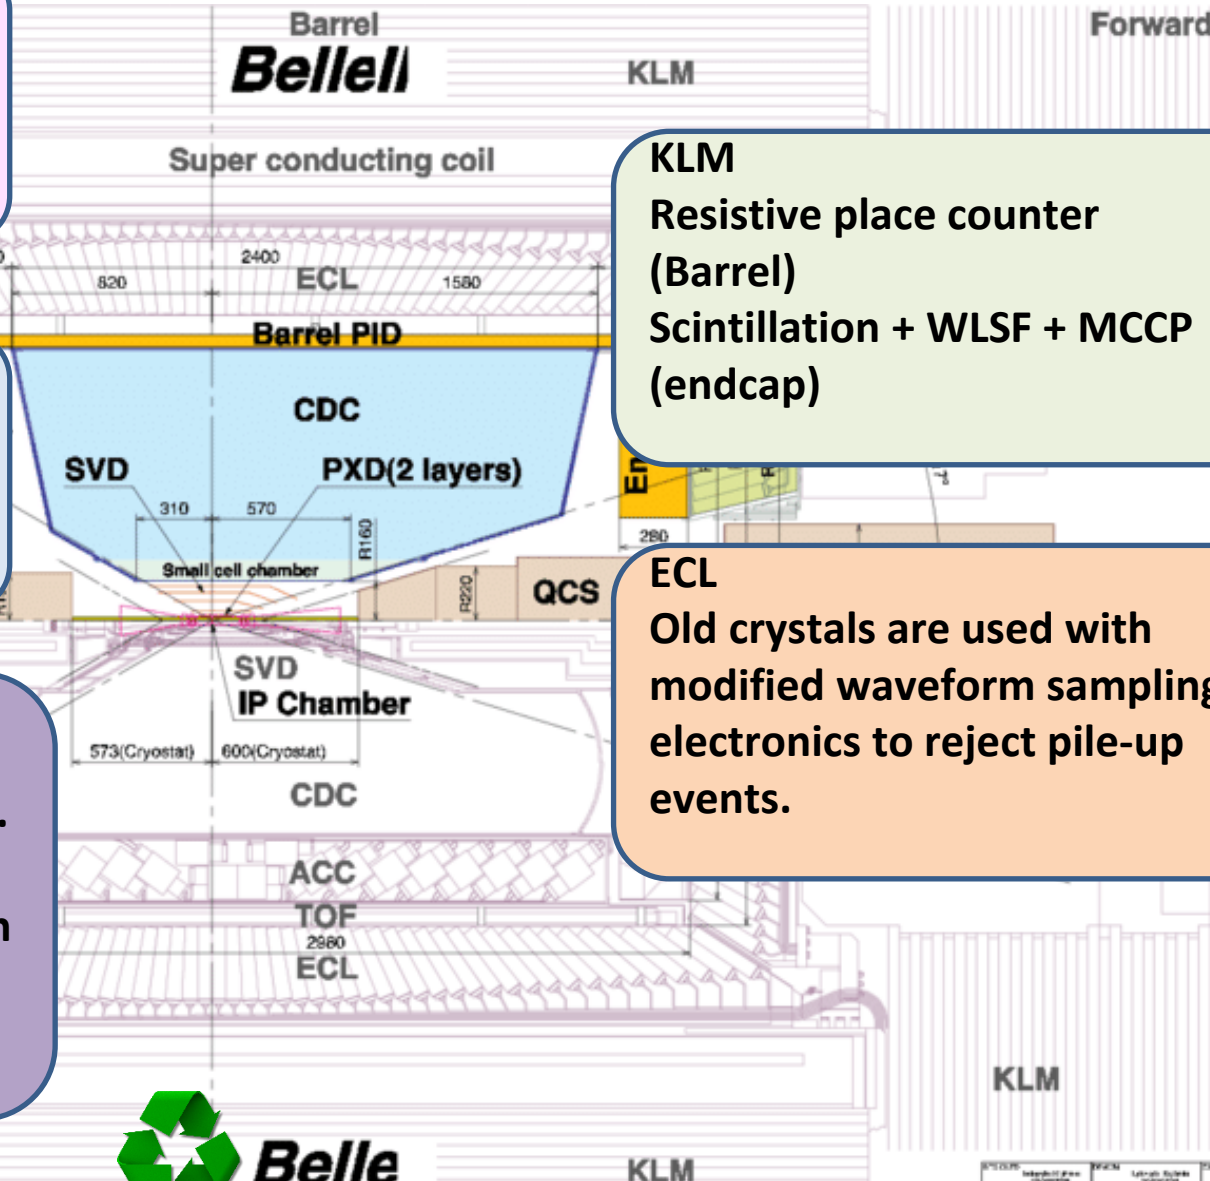 Barrel
Forward
BelleII
KLM
Super conducting coil
KLM
Resistive place counter
(Barrel)
Scintillation + WLSF + MCCP
(endcap)
2400
820
ECL
1580
Barrel PID
CDC
SVD
PXD(2 layers)
310
570
R160
280
Small cell chamber
R220
QCS
ECL
Old crystals are used with
modified waveform sampling
electronics to reject pile-up
events.
SVD
IP Chamber
573(Cryostat)
600(Cryostat)
CDC
ACC
TOF
2980
ECL
KLM
Belle
KLM